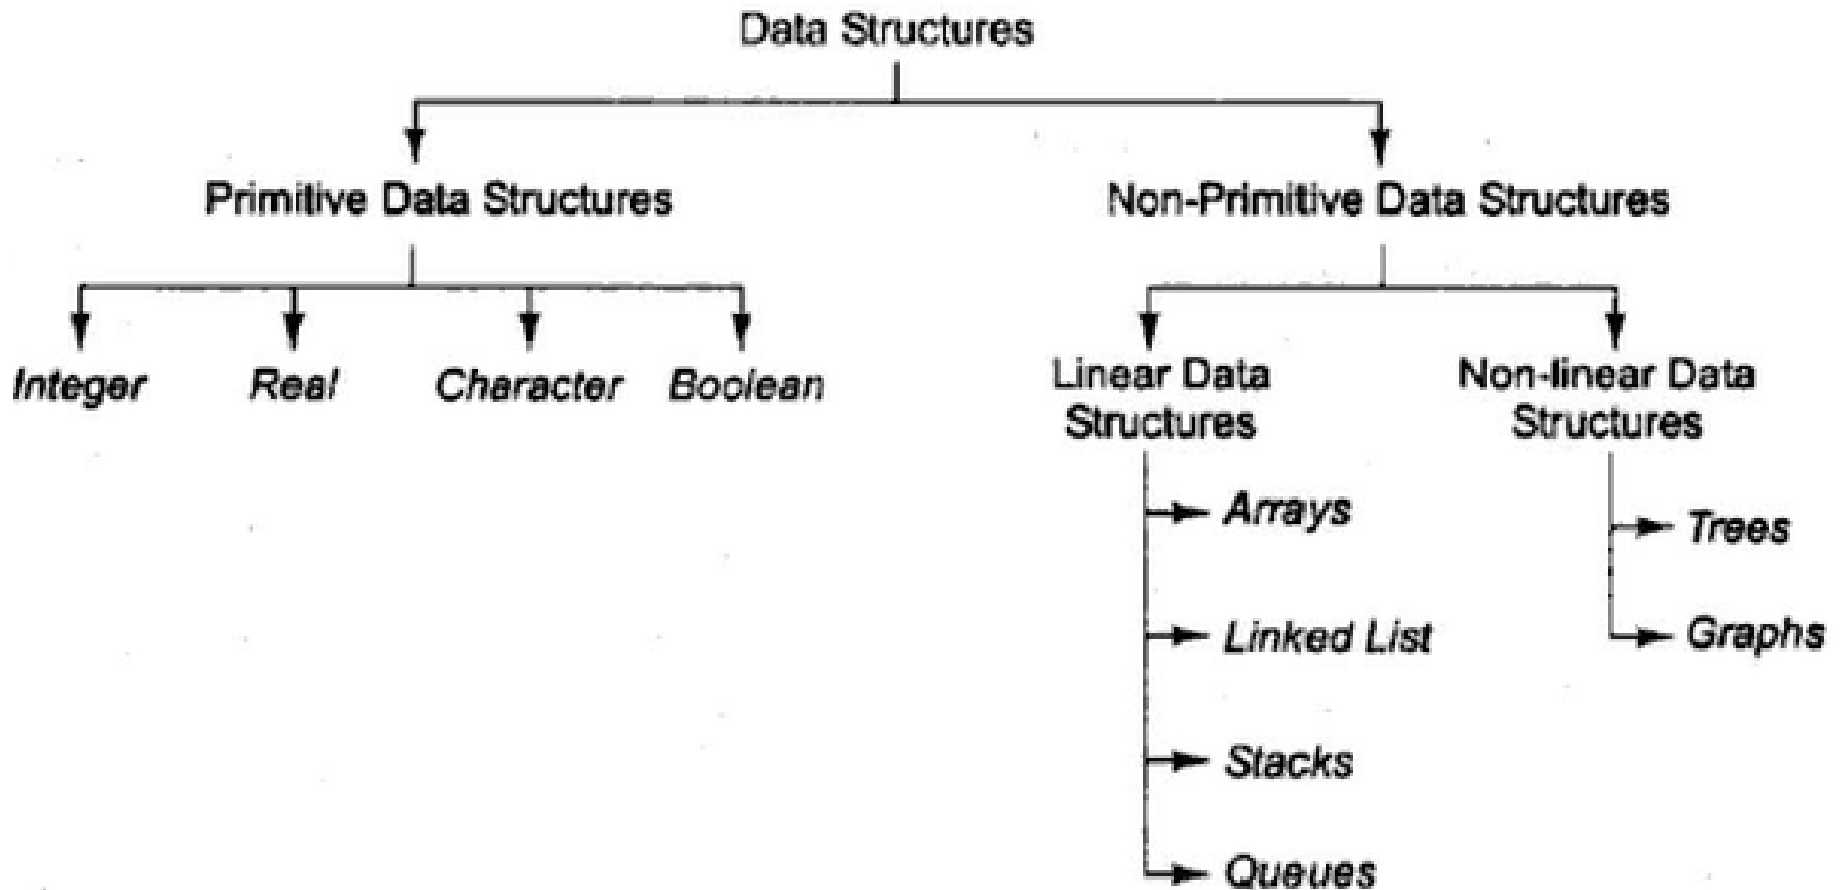 Data Structures
Primitive Data Structures
Non-Primitive Data Structures
Integer
Real
Character
Boolean
Linear Data
Structures
Non-linear Data
Structures
Arrays
Trees
Linked List
Graphs
Stacks
Queues